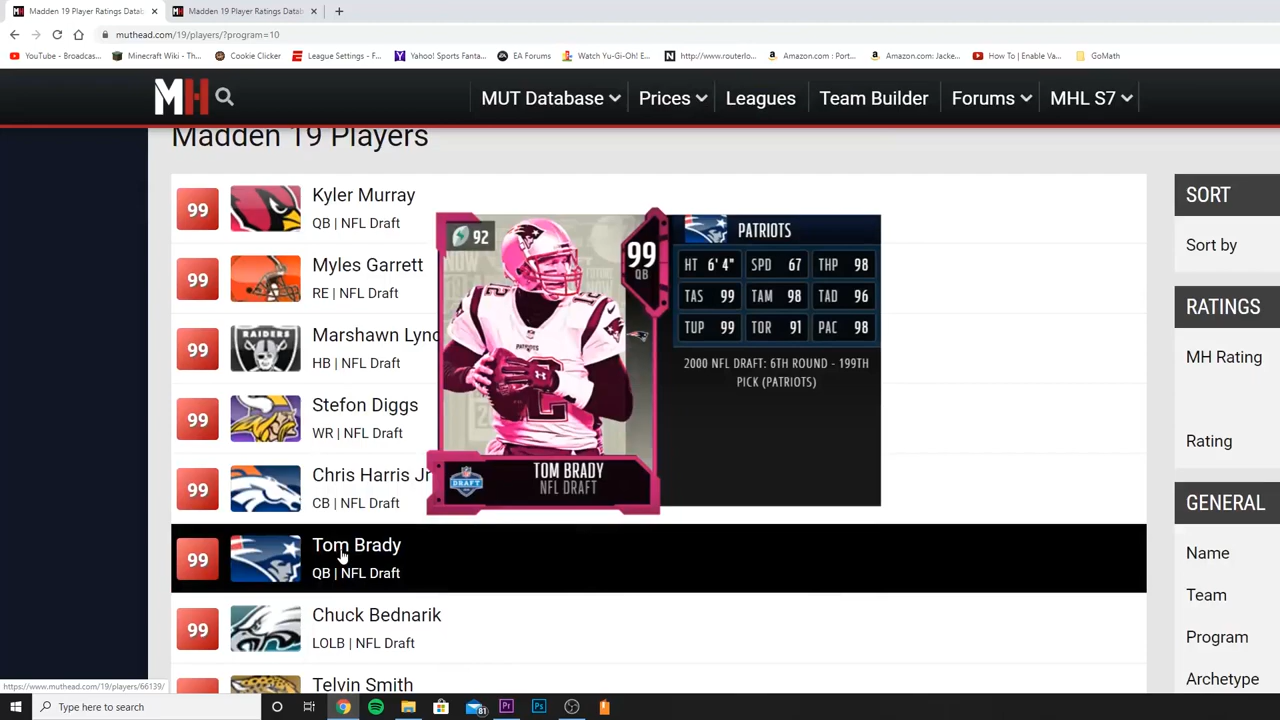 Madden 19 Player Ratings Datab
Madden 19 Player Ratings Datab
muthead.com/19/players/?program=10
YouTube - Broadcas...
Minecraft Wiki - Th...
Cookie Clicker
League Settings - F...
Yahoo! Sports Fanta...
EA Forums
Watch Yu-Gi-Oh! E...
http://www.routerlo...
Amazon.com : Port...
Amazon.com: Jacke...
How To | Enable Va...
GoMath
MH
MUT Database
Prices
Leagues
Team Builder
Forums
MHL S7
Madden 19 Players
99
Kyler Murray
QB | NFL Draft
99
Myles Garrett
RE | NFL Draft
99
RAIDERS
Marshawn Lync
HB | NFL Draft
99
Stefon Diggs
WR | NFL Draft
99
Chris Harris Jr
CB | NFL Draft
99
Tom Brady
QB | NFL Draft
99
Chuck Bednarik
LOLB | NFL Draft
Telvin Smith
92
99
QB
12
PATRIOTS
TOM BRADY
NFL DRAFT
DRAFT
PATRIOTS
HT 6' 4" SPD 67 THP 98
TAS 99 TAM 98 TAD 96
TUP 99 TOR 91 PAC 98
2000 NFL DRAFT: 6TH ROUND - 199TH
PICK (PATRIOTS)
SORT
Sort by
RATINGS
MH Rating
Rating
GENERAL
Name
Team
Program
Archetype
https://www.muthead.com/19/players/66139/
Type here to search
81
Pr
Ps